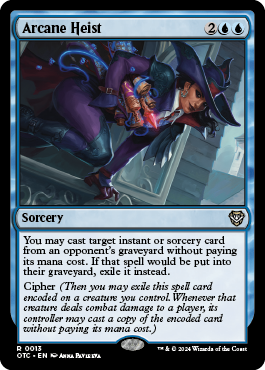 Arcane Heist 2
Sorcery
You may cast target instant or sorcery card
from an opponent's graveyard without paying
its mana cost. If that spell would be put into
their graveyard, exile it instead.
Cipher (Then you may exile this spell card
encoded on a creature you control. Whenever that
creature deals combat damage to a player, its
controller may cast a copy of the encoded card
without paying its mana cost.)
R 0013
OTC • EN Anna Pavleeva
™ & © 2024 Wizards of the Coast